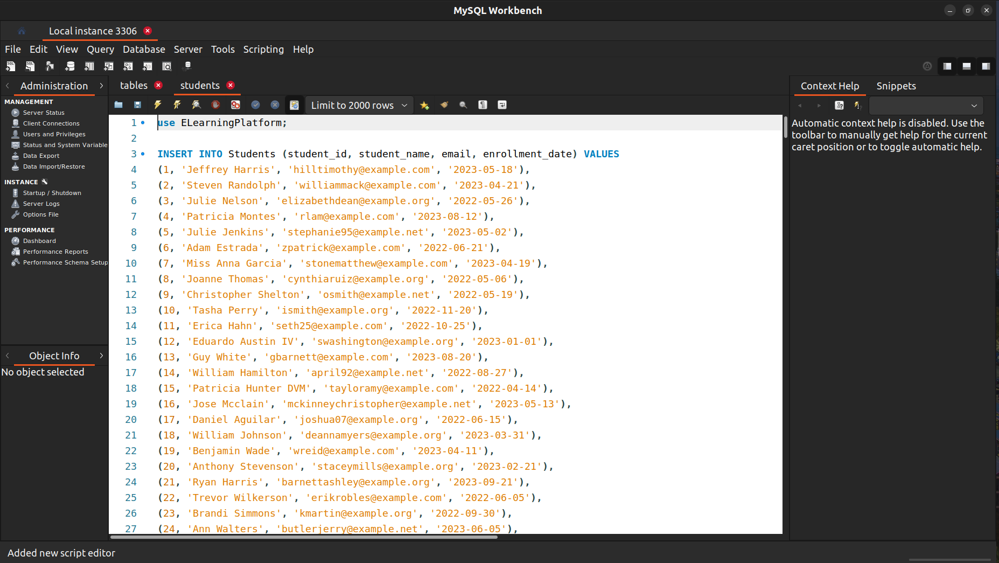 MySQL Workbench
Local instance 3306
File Edit View Query Database Server Tools Scripting Help
Administration
MANAGEMENT
Server Status
Client Connections
Users and Privileges
Status and System Variable
Data Export
Data Import/Restore
INSTANCE
Startup / Shutdown
Server Logs
Options File
PERFORMANCE
Dashboard
Performance Reports
Performance Schema Setup
Object Info
No object selected
tables students
Limit to 2000 rows
1 use ELearningPlatform;
2
3 INSERT INTO Students (student_id, student_name, email, enrollment_date) VALUES
4 (1, 'Jeffrey Harris', 'hilltimothy@example.com', '2023-05-18'),
5 (2, 'Steven Randolph', 'williammack@example.com', '2023-04-21'),
6 (3, 'Julie Nelson', 'elizabethdean@example.org', '2022-05-26'),
7 (4, 'Patricia Montes', 'rlam@example.com', '2023-08-12'),
8 (5, 'Julie Jenkins', 'stephanie95@example.net', '2023-05-02'),
9 (6, 'Adam Estrada', 'zpatrick@example.com', '2022-06-21'),
10 (7, 'Miss Anna Garcia', 'stonematthew@example.com', '2023-04-19'),
11 (8, 'Joanne Thomas', 'cynthiaruiz@example.org', '2022-05-06'),
12 (9, 'Christopher Shelton', 'osmith@example.net', '2022-05-19'),
13 (10, 'Tasha Perry', 'ismith@example.org', '2022-11-20'),
14 (11, 'Erica Hahn', 'seth25@example.com', '2022-10-25'),
15 (12, 'Eduardo Austin IV', 'swashington@example.org', '2023-01-01'),
16 (13, 'Guy White', 'gbarnett@example.com', '2023-08-20'),
17 (14, 'William Hamilton', 'april92@example.net', '2022-08-27'),
18 (15, 'Patricia Hunter DVM', 'tayloramy@example.com', '2022-04-14'),
19 (16, 'Jose Mcclain', 'mckinneychristopher@example.net', '2023-05-13'),
20 (17, 'Daniel Aguilar', 'joshua07@example.org', '2022-06-15'),
21 (18, 'William Johnson', 'deannamyers@example.org', '2023-03-31'),
22 (19, 'Benjamin Wade', 'wreid@example.com', '2023-04-11'),
23 (20, 'Anthony Stevenson', 'staceymills@example.org', '2023-02-21'),
24 (21, 'Ryan Harris', 'barnettashley@example.org', '2023-09-21'),
25 (22, 'Trevor Wilkerson', 'erikrobles@example.com', '2022-06-05'),
26 (23, 'Brandi Simmons', 'kmartin@example.org', '2022-09-30'),
27 (24, 'Ann Walters', 'butlerjerry@example.net', '2023-06-05'),
Context Help Snippets
Automatic context help is disabled. Use the
toolbar to manually get help for the current
caret position or to toggle automatic help.
Added new script editor